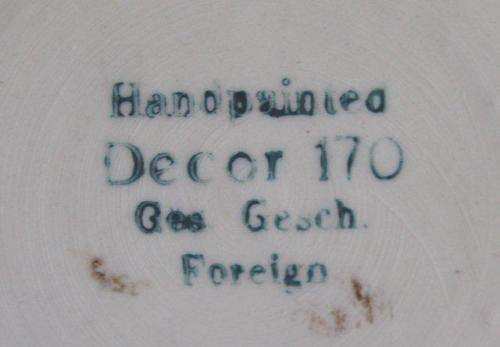 Handpainted
Decor 170
Ges Gesch.
Foreign